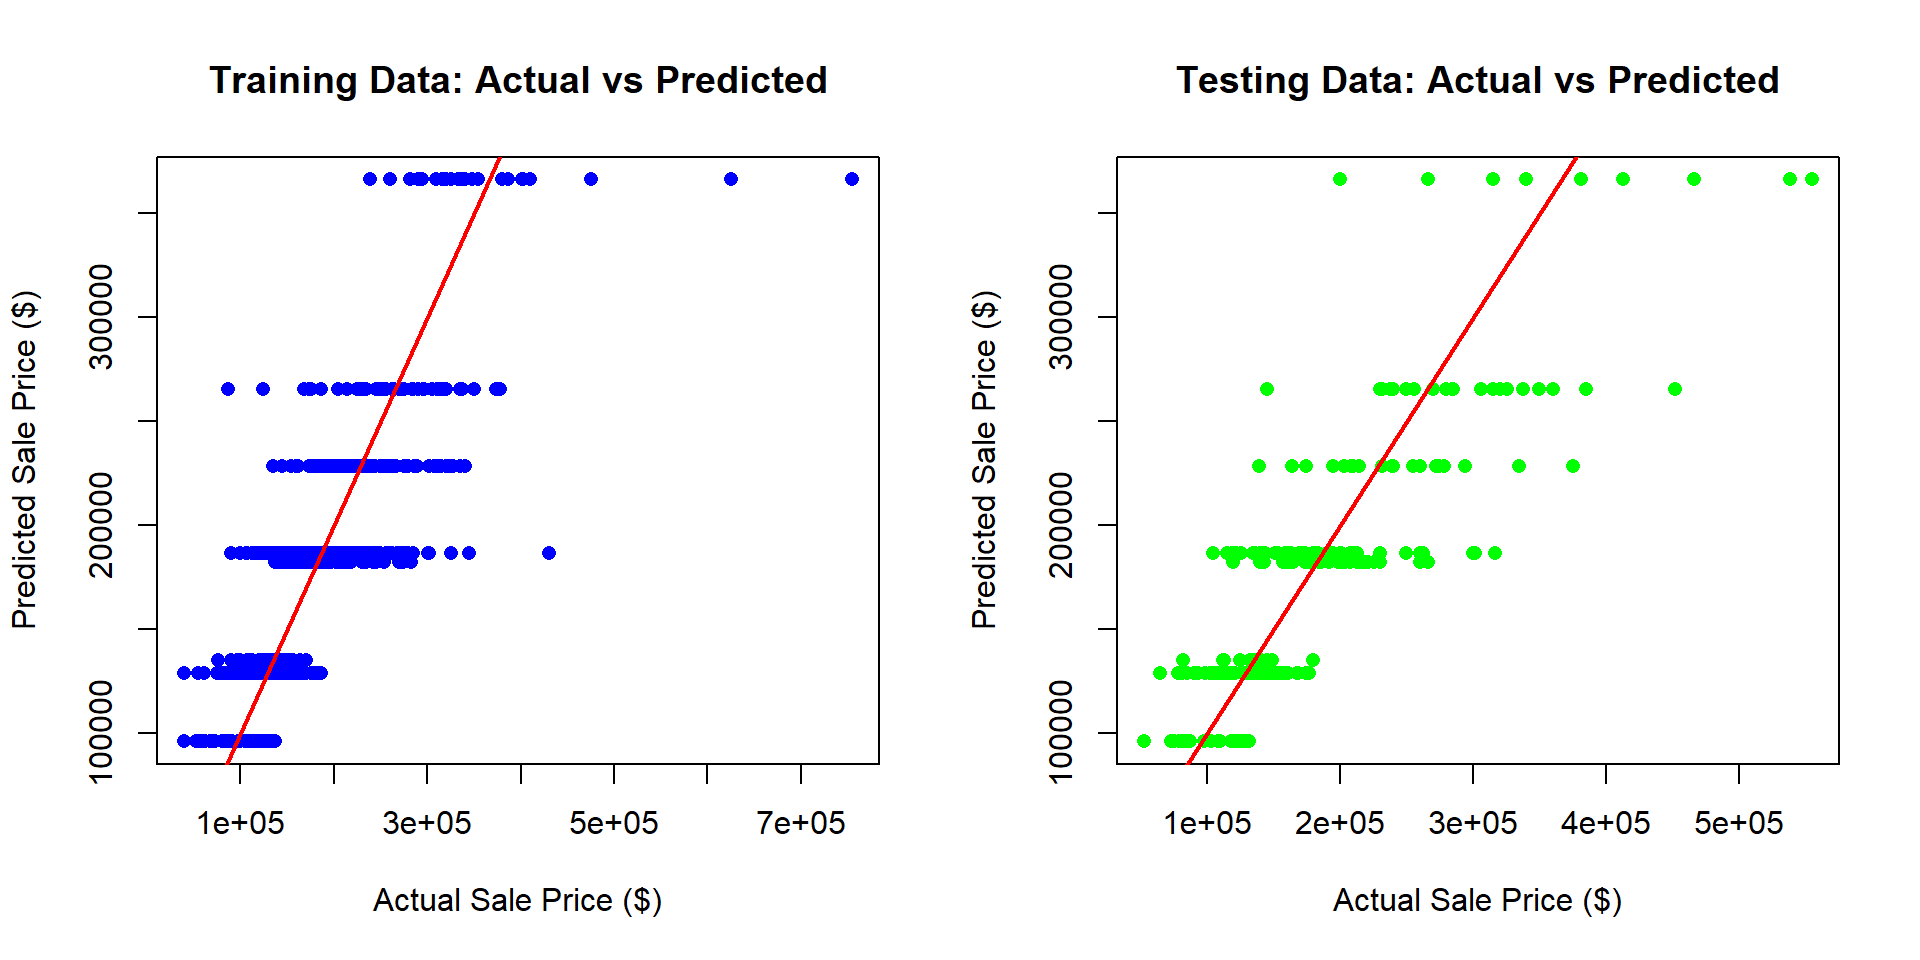 Training Data: Actual vs Predicted
Predicted Sale Price ($)
300000
200000
100000
1e+05 3e+05 5e+05 7e+05
Actual Sale Price ($)
Testing Data: Actual vs Predicted
Predicted Sale Price ($)
300000
200000
100000
1e+05 2e+05 3e+05 4e+05 5e+05
Actual Sale Price ($)